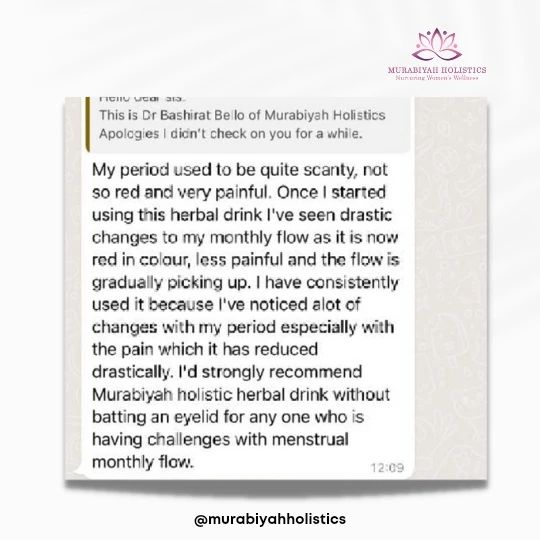 MURABIYAH HOLISTICS
Nurturing Women's Wellness
Hello dear sis.
This is Dr Bashirat Bello of Murabiyah Holistics
Apologies I didn't check on you for a while.
My period used to be quite scanty, not
so red and very painful. Once I started
using this herbal drink I've seen drastic
changes to my monthly flow as it is now
red in colour, less painful and the flow is
gradually picking up. I have consistently
used it because I've noticed alot of
changes with my period especially with
the pain which it has reduced
drastically. I'd strongly recommend
Murabiyah holistic herbal drink without
batting an eyelid for any one who is
having challenges with menstrual
monthly flow.
12:09
@murabiyahholistics